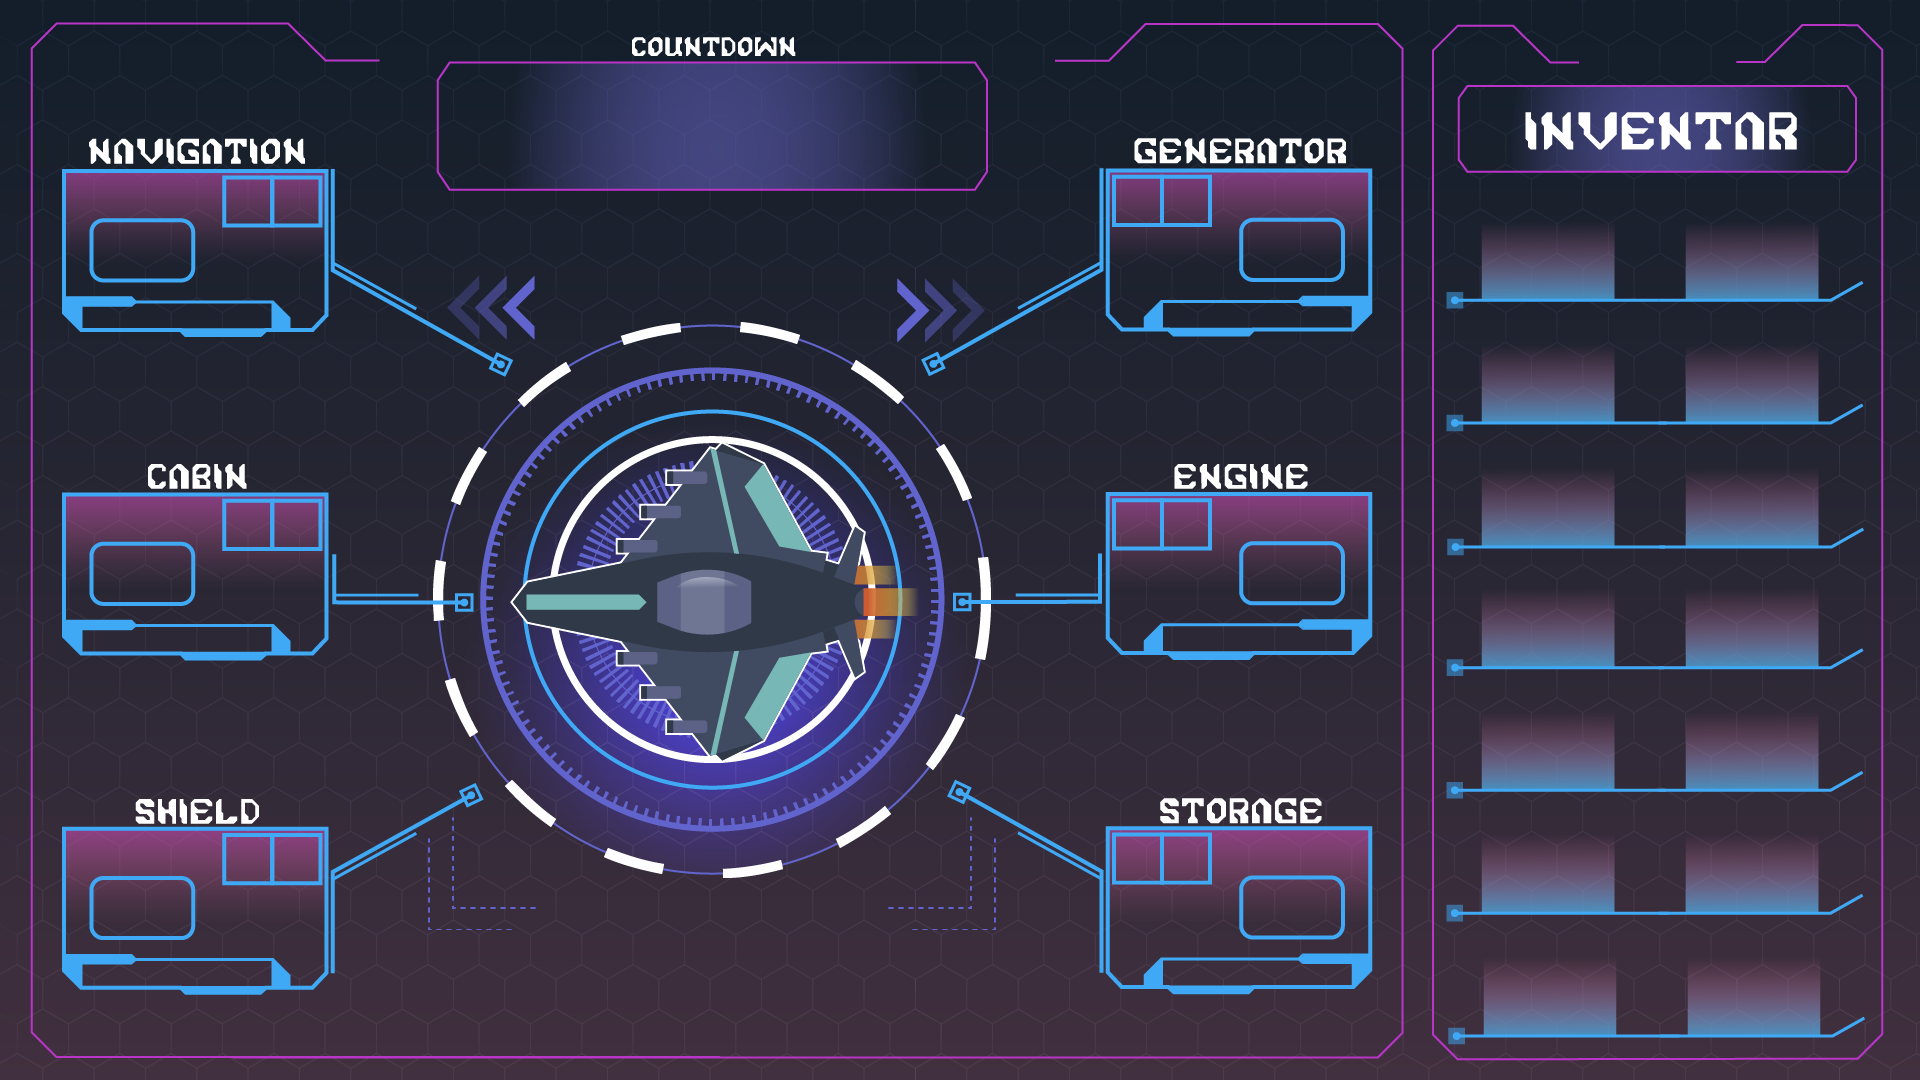 COUNTDOWN
INVENTAR
NAVIGATION
GENERATOR
CABIN
ENGINE
SHIELD
STORAGE